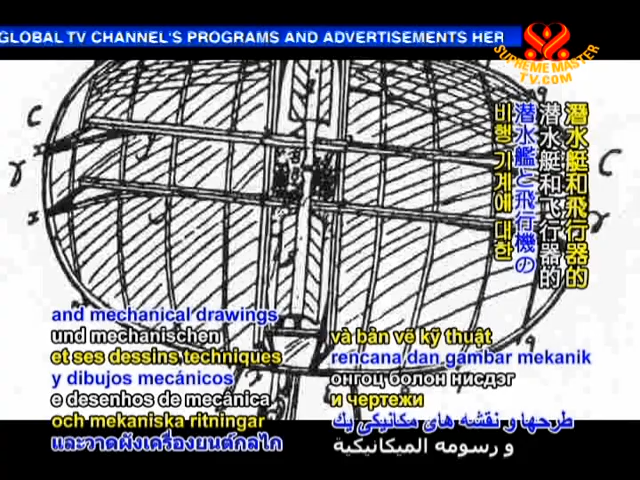 GLOBAL TV CHANNEL'S PROGRAMS AND ADVERTISEMENTS HER
SUPREME MASTER
TV.COM
潛水艇和飛行器的
潜水艇和飞行器的
潜水艦と飛行機の
비행 기계에 대한
C
γ
C
γ
and mechanical drawings
und mechanischen
et ses dessins techniques
y dibujos mecánicos
e desenhos de mecânica
och mekaniska ritningar
และวาดผังเครื่องยนต์กลไก
và bản vẽ kỹ thuật
rencana dan gambar mekanik
онгоц болон нисдэг
и чертежи
طرحها و نقشه های مکانیکی یك
و رسومه الميكانيكية